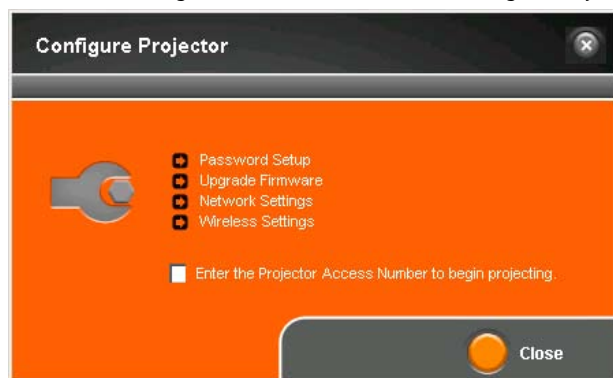 Configure Projector
Password Setup
Upgrade Firmware
Network Settings
Wireless Settings
Enter the Projector Access Number to begin projecting.
Close